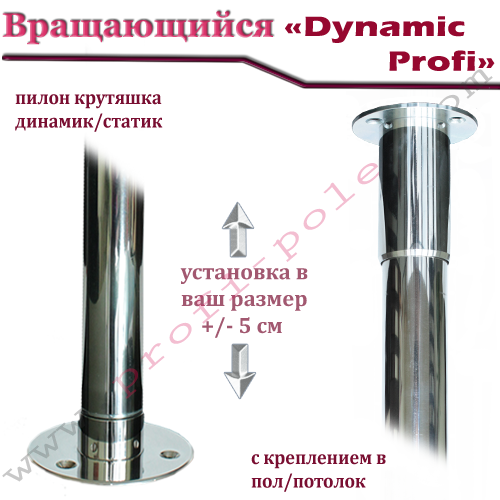 Вращающийся «Dynamic
Profi»
пилон крутяшка
динамик/статик
установка в
ваш размер
+/- 5 см
с креплением в
пол/потолок
www.profi-pole.com